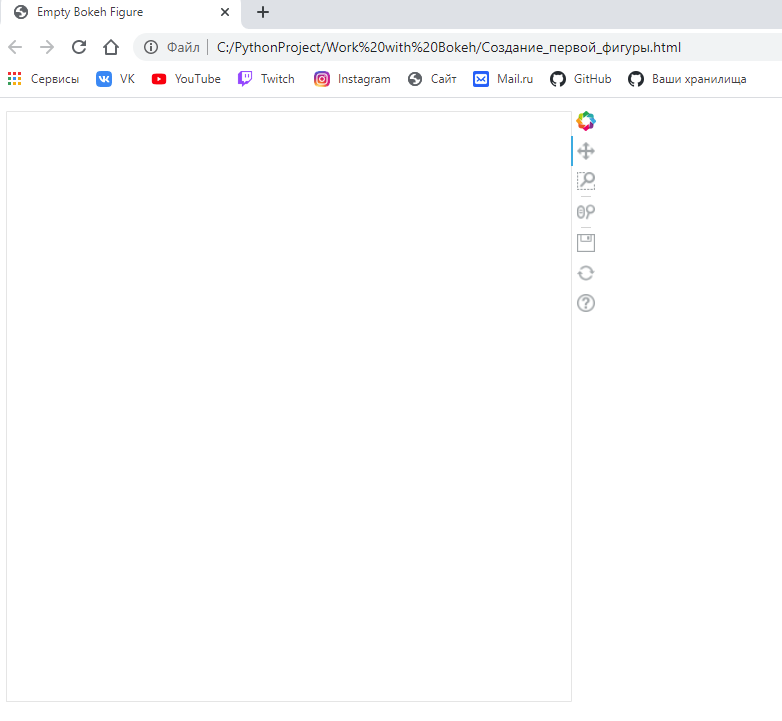 Empty Bokeh Figure
Файл C:/PythonProject/Work%20with%20Bokeh/Создание_первой_фигуры.html
Сервисы VK YouTube Twitch Instagram Сайт Mail.ru GitHub Ваши хранилища